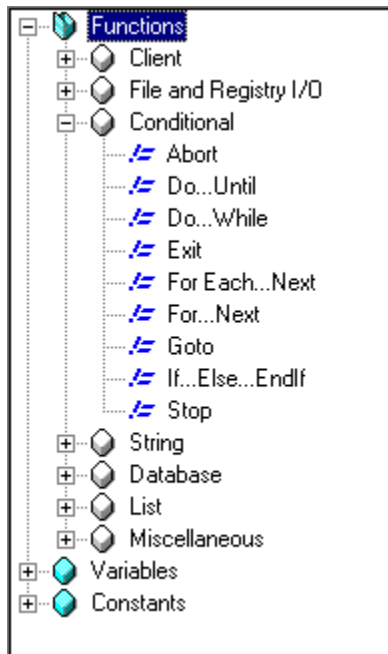 Functions
Client
File and Registry I/O
Conditional
Abort
Do...Until
Do...While
Exit
For Each...Next
For...Next
Goto
If...Else...EndIf
Stop
String
Database
List
Miscellaneous
Variables
Constants